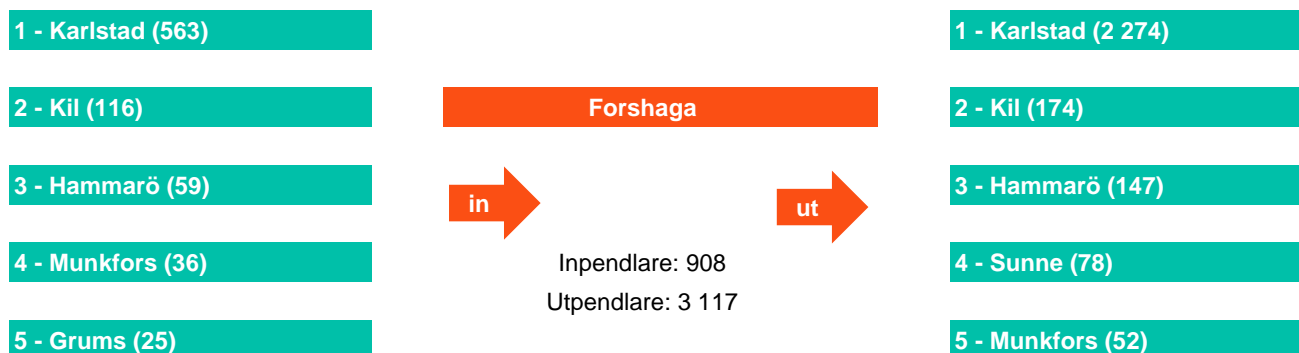 1 - Karlstad (563)
2 - Kil (116)
3 - Hammarö (59)
4 - Munkfors (36)
5 - Grums (25)
Forshaga
in
ut
Inpendlare: 908
Utpendlare: 3 117
1 - Karlstad (2 274)
2 - Kil (174)
3 - Hammarö (147)
4 - Sunne (78)
5 - Munkfors (52)